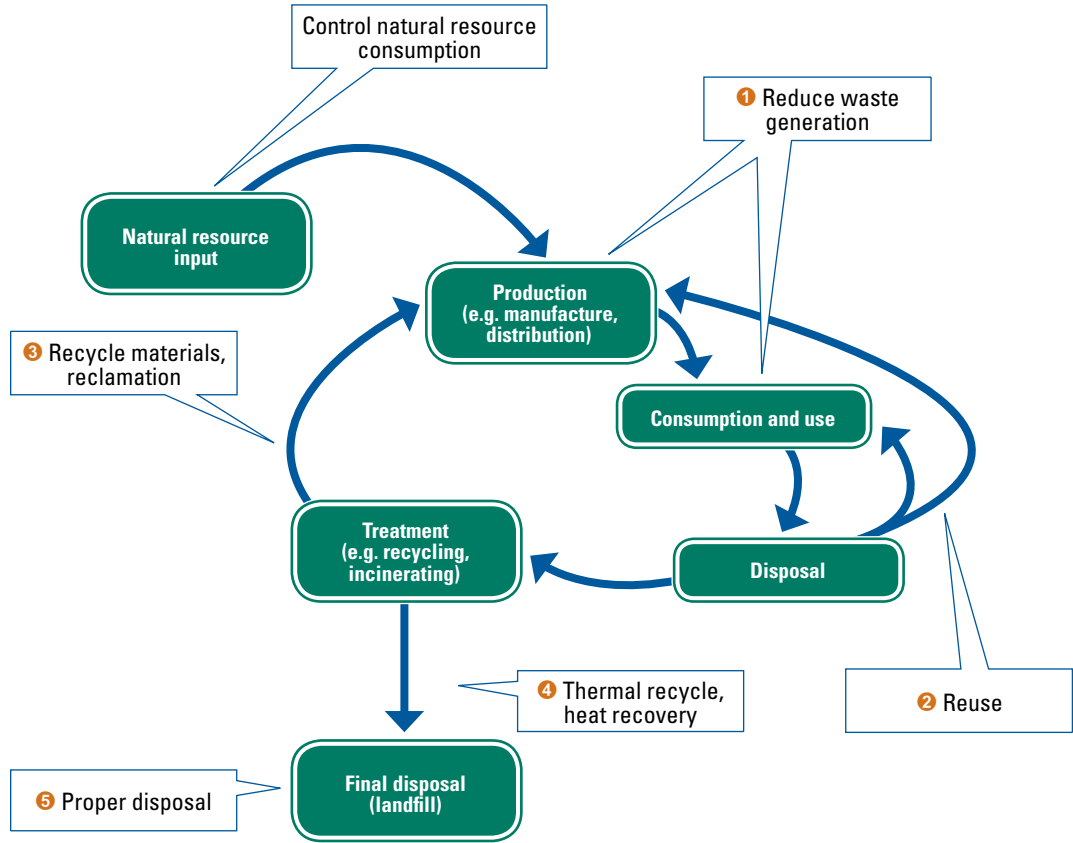 Control natural resource
consumption
❶ Reduce waste
generation
Natural resource
input
Production
(e.g. manufacture,
distribution)
❸ Recycle materials,
reclamation
Consumption and use
Treatment
(e.g. recycling,
incinerating)
Disposal
❹ Thermal recycle,
heat recovery
❷ Reuse
Final disposal
(landfill)
❺ Proper disposal